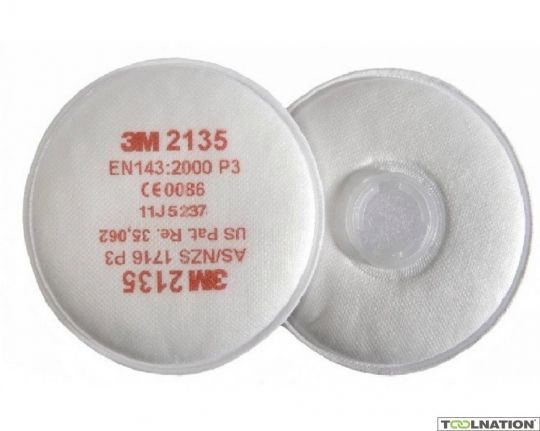 3M 2135
EN143:2000 P3
CE0086
11J5237
US Pat. Re. 35,062
AS/NZS 1716 P3
3M 2135
TOOLNATION